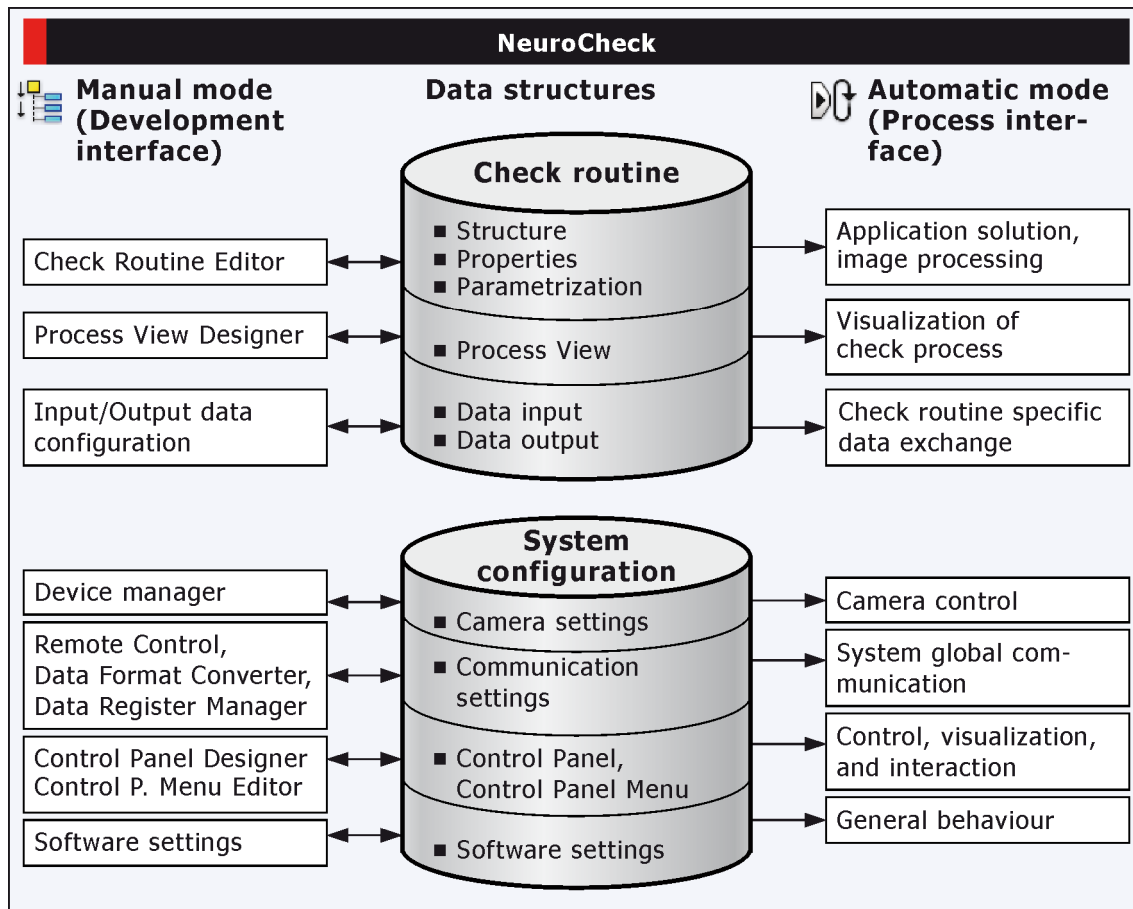 NeuroCheck
Manual mode
(Development
interface)
Data structures
Automatic mode
(Process inter-
face)
Check routine
Check Routine Editor
■ Structure
■ Properties
■ Parametrization
Application solution,
image processing
Process View Designer
■ Process View
Visualization of
check process
Input/Output data
configuration
■ Data input
■ Data output
Check routine specific
data exchange
System
configuration
Device manager
■ Camera settings
Camera control
Remote Control,
Data Format Converter,
Data Register Manager
■ Communication
settings
System global com-
munication
Control Panel Designer
Control P. Menu Editor
■ Control Panel,
Control Panel Menu
Control, visualization,
and interaction
Software settings
■ Software settings
General behaviour